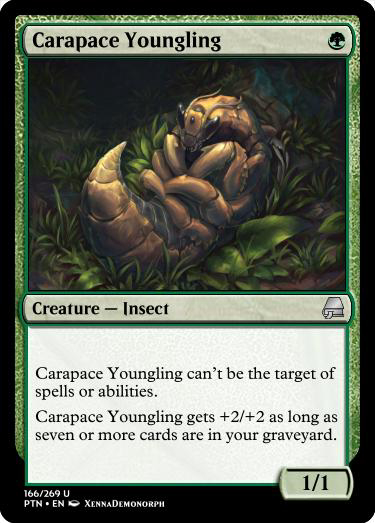 Carapace Youngling
Creature — Insect
Carapace Youngling can't be the target of
spells or abilities.
Carapace Youngling gets +2/+2 as long as
seven or more cards are in your graveyard.
1/1
166/269 U
PTN • EN XennaDemonorph